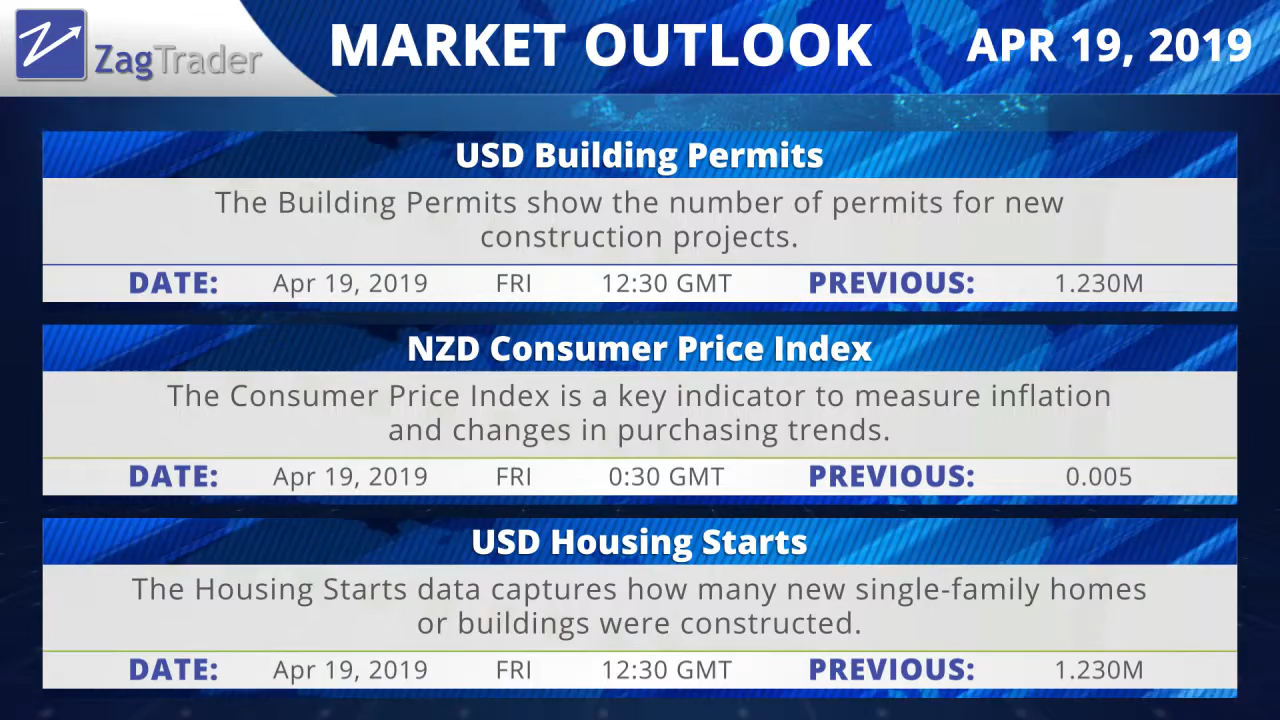 ZagTrader
MARKET OUTLOOK
APR 19, 2019
USD Building Permits
The Building Permits show the number of permits for new
construction projects.
DATE: Apr 19, 2019 FRI 12:30 GMT PREVIOUS: 1.230M
NZD Consumer Price Index
The Consumer Price Index is a key indicator to measure inflation
and changes in purchasing trends.
DATE: Apr 19, 2019 FRI 0:30 GMT PREVIOUS: 0.005
USD Housing Starts
The Housing Starts data captures how many new single-family homes
or buildings were constructed.
DATE: Apr 19, 2019 FRI 12:30 GMT PREVIOUS: 1.230M